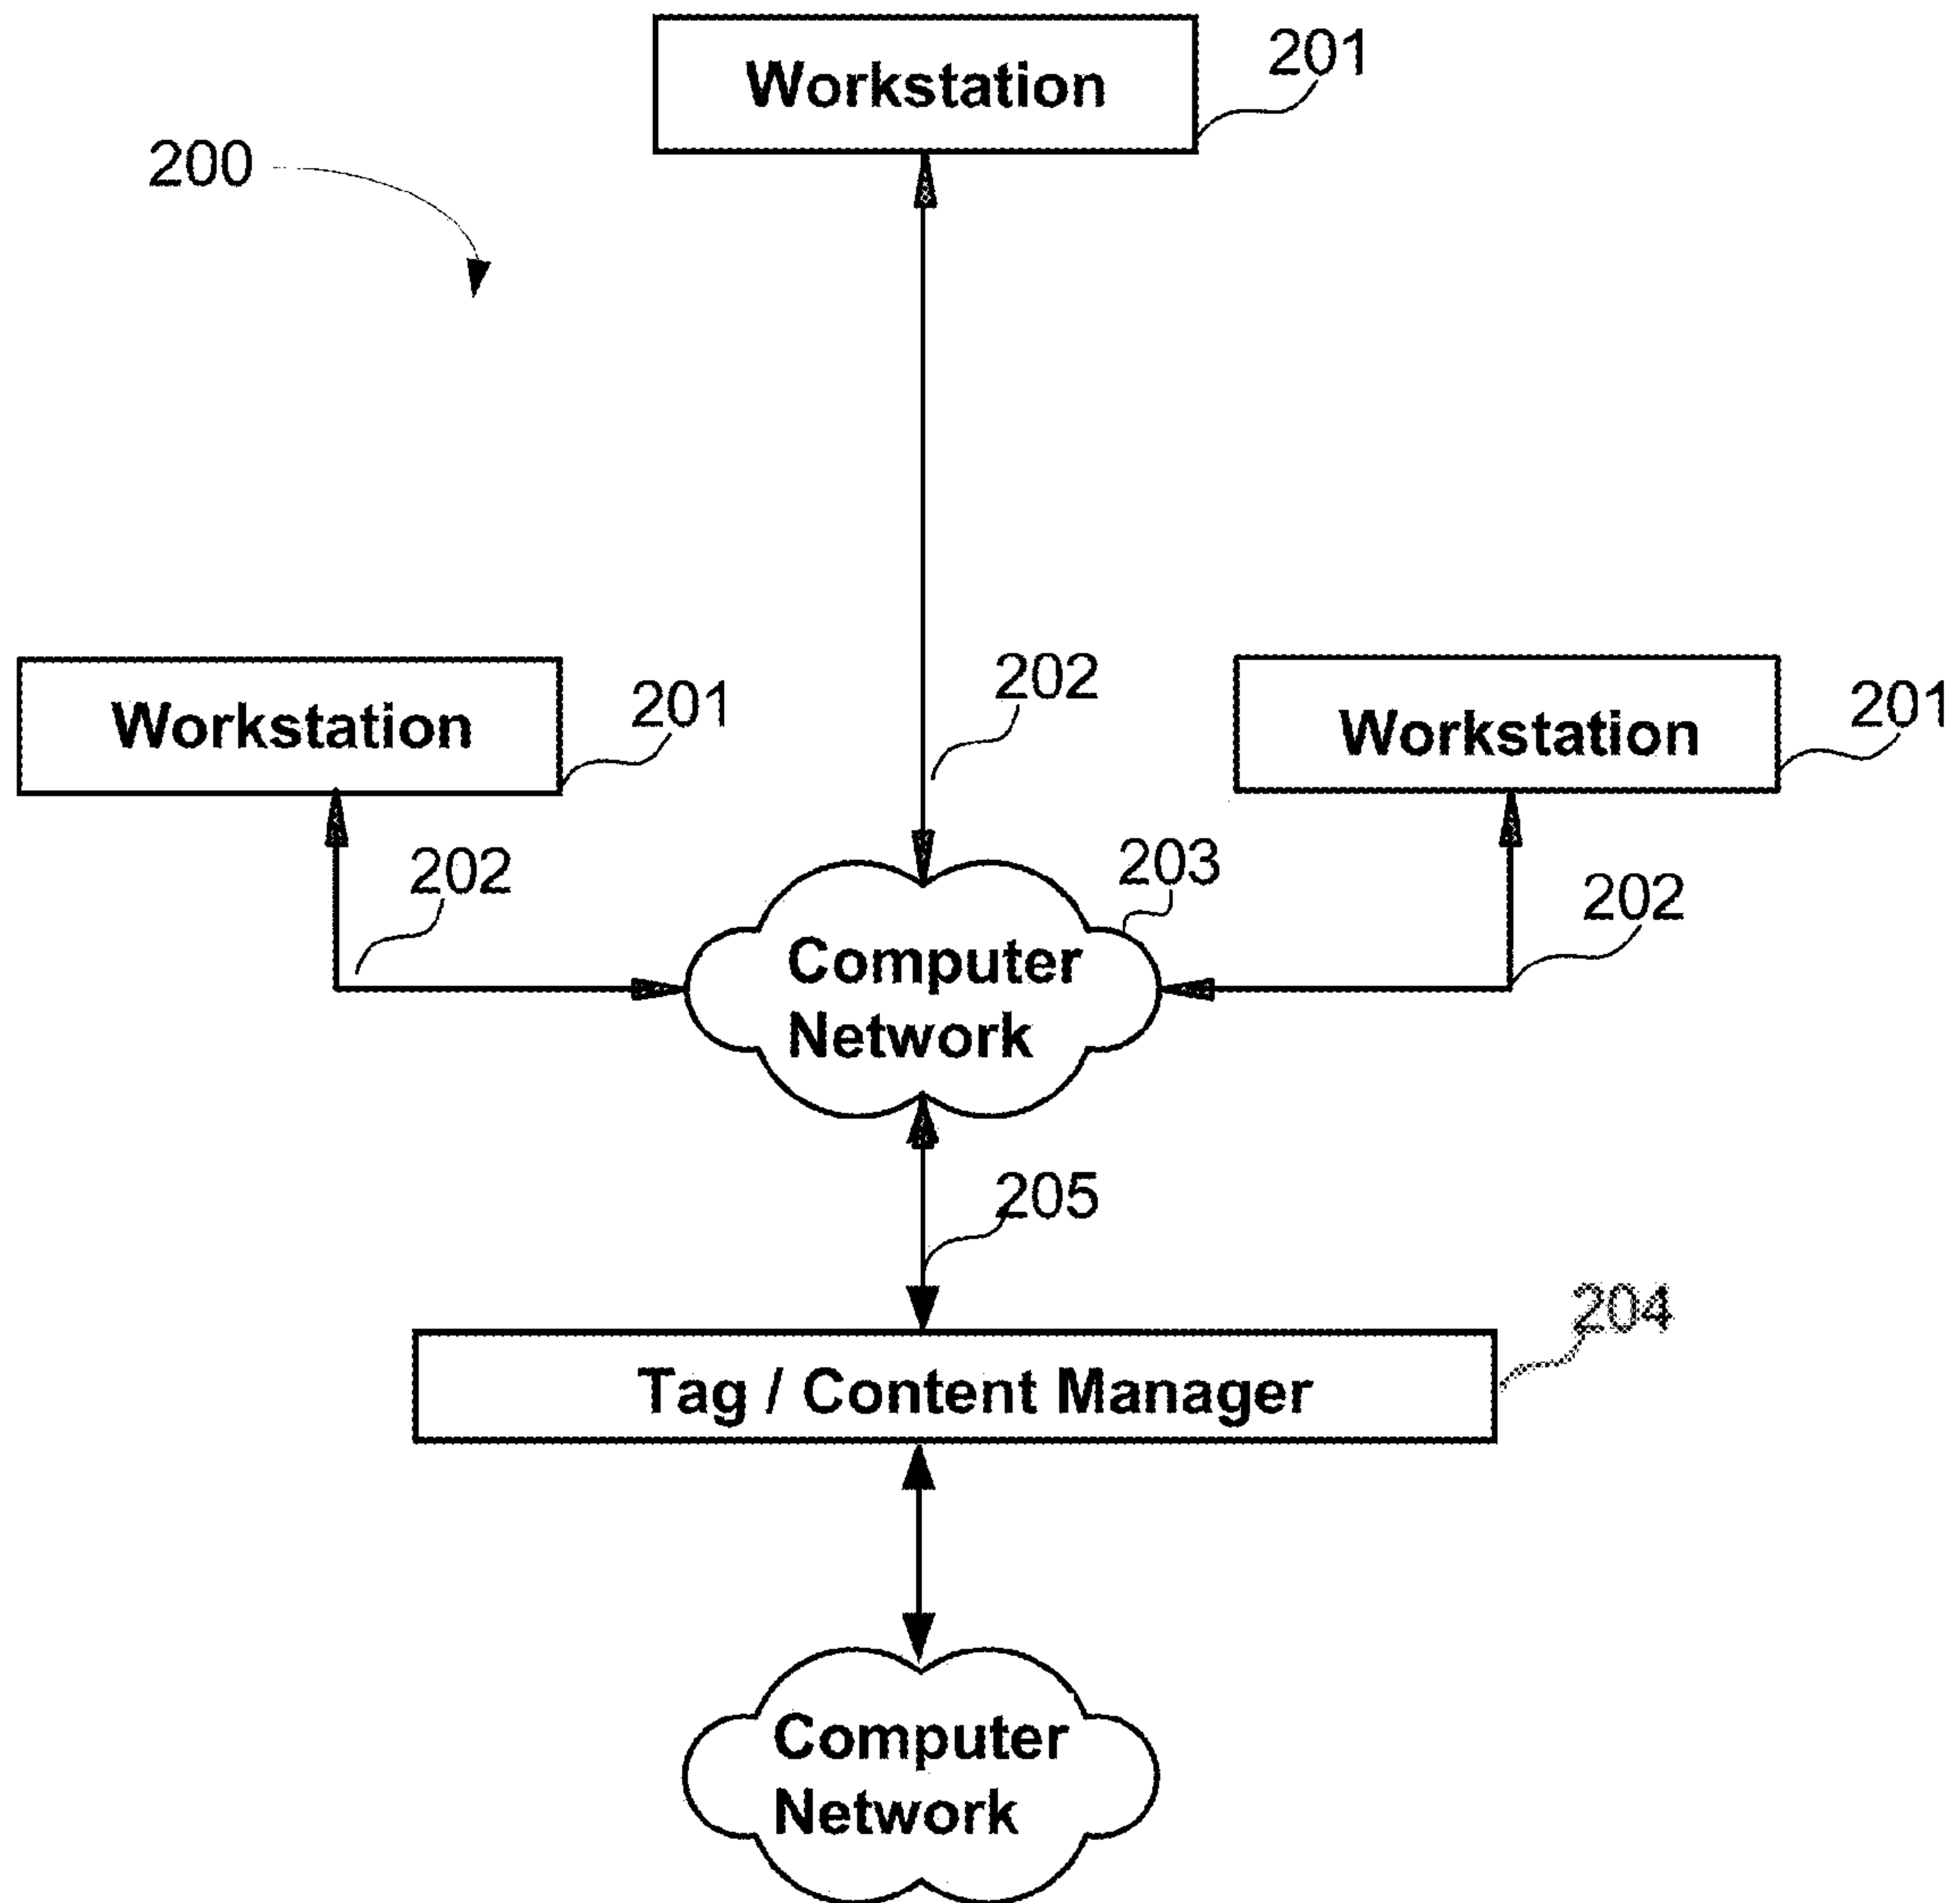 Workstation
201
200
Workstation
201
202
Workstation
201
202
203
202
Computer
Network
205
204
Tag / Content Manager
Computer
Network